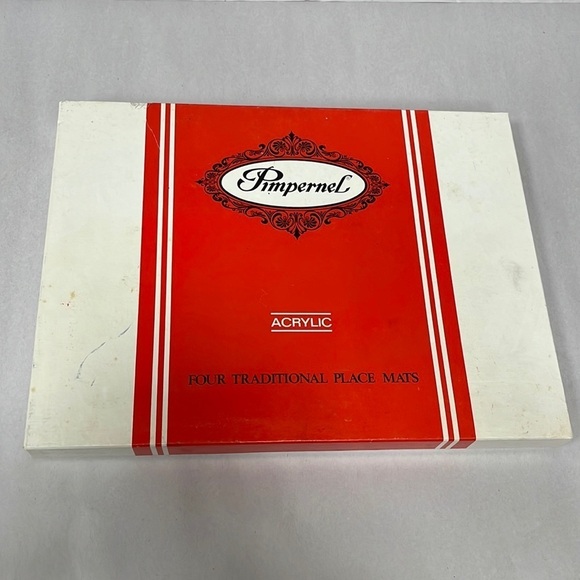 Pimpernel
ACRYLIC
FOUR TRADITIONAL PLACE MATS